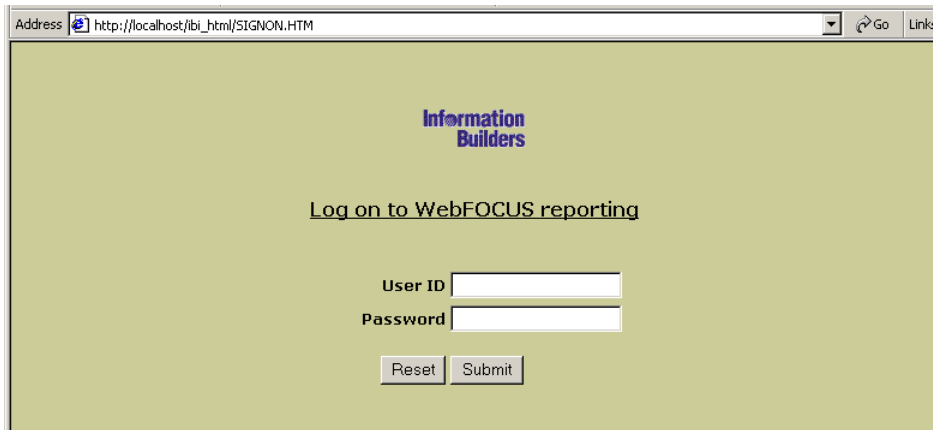 Address http://localhost/ibi_html/SIGNON.HTM Go Links
Information
Builders
Log on to WebFOCUS reporting
User ID
Password
Reset Submit